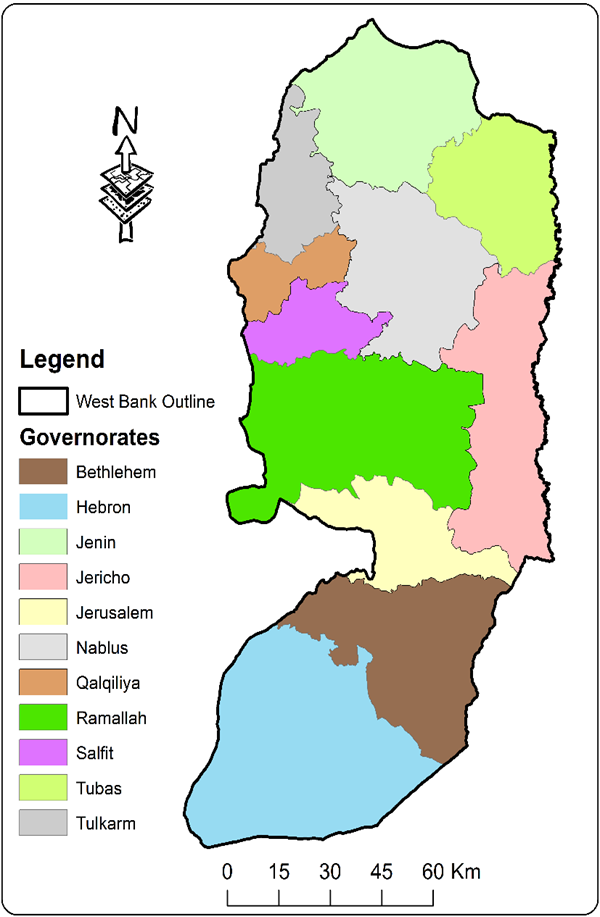 N
Legend
West Bank Outline
Governorates
Bethlehem
Hebron
Jenin
Jericho
Jerusalem
Nablus
Qalqiliya
Ramallah
Salfit
Tubas
Tulkarm
0 15 30 45 60 Km